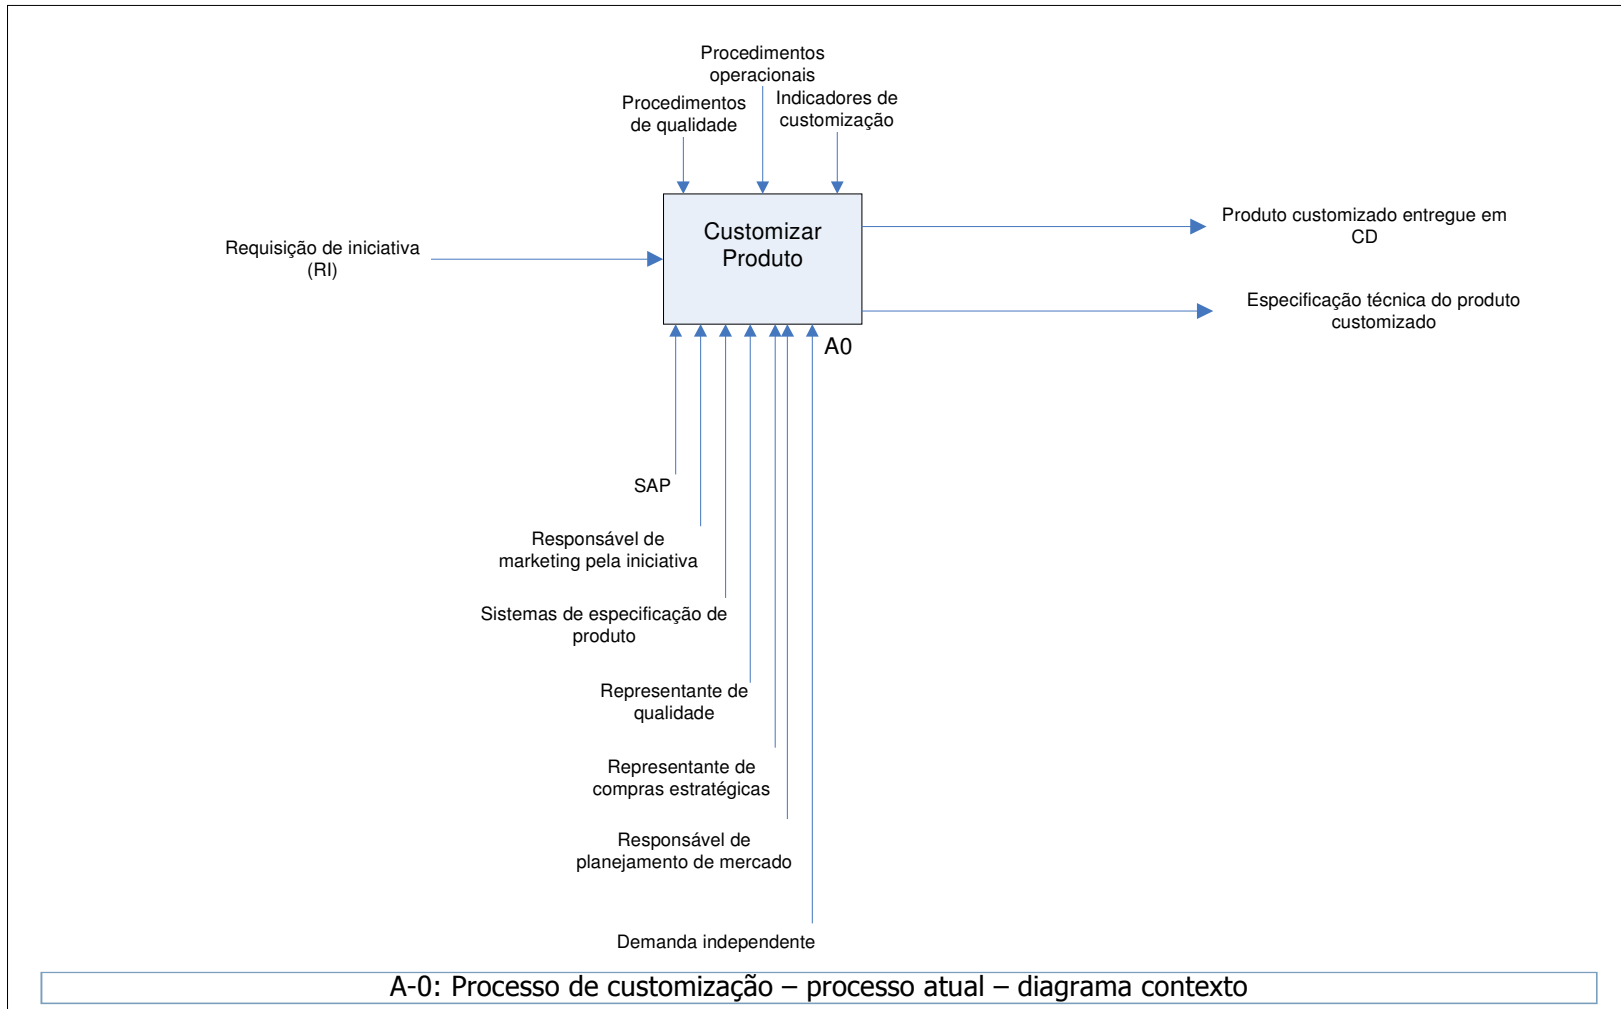 Procedimentos
operacionais
Procedimentos
de qualidade
Indicadores de
customização
Customizar
Produto
A0
Requisição de iniciativa
(RI)
Produto customizado entregue em
CD
Especificação técnica do produto
customizado
SAP
Responsável de
marketing pela iniciativa
Sistemas de especificação de
produto
Representante de
qualidade
Representante de
compras estratégicas
Responsável de
planejamento de mercado
Demanda independente
A-0: Processo de customização – processo atual – diagrama contexto